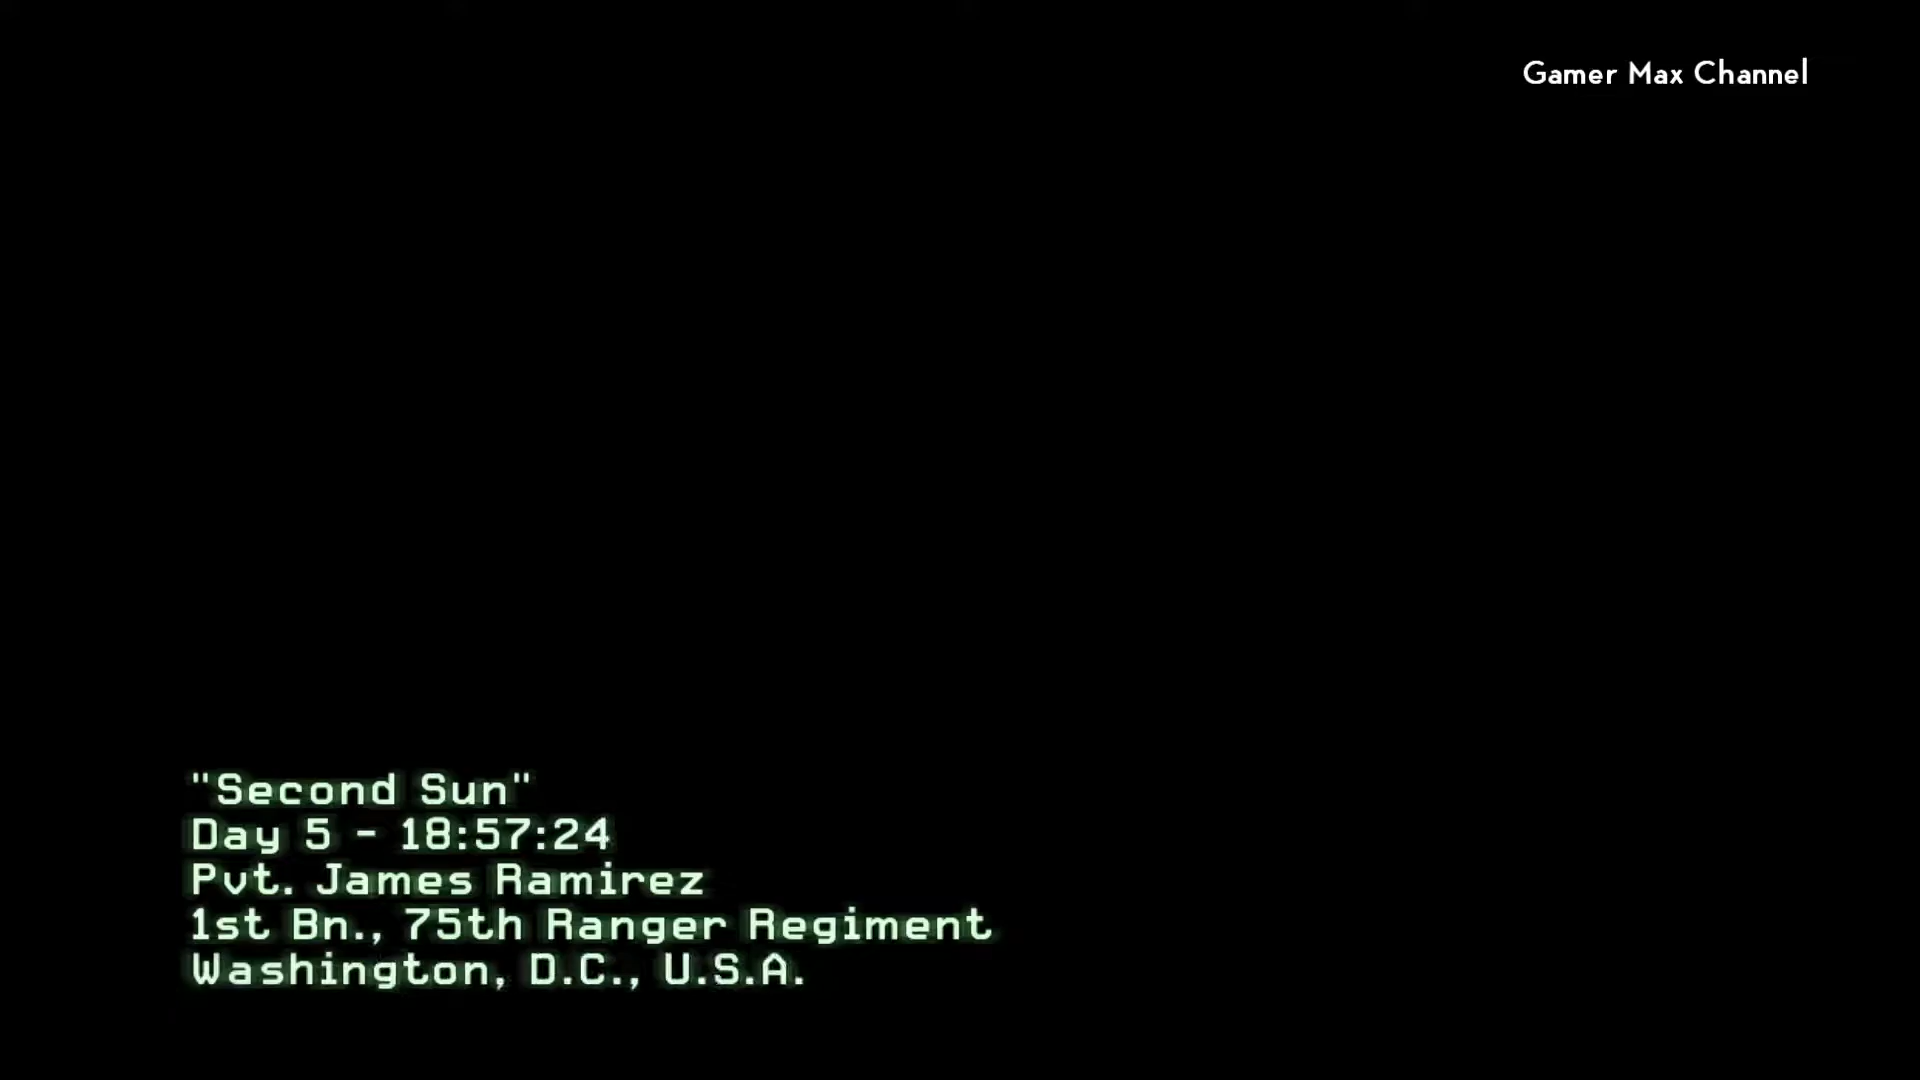 Gamer Max Channel
"Second Sun"
Day 5 - 18:57:24
Pvt. James Ramirez
1st Bn., 75th Ranger Regiment
Washington, D.C., U.S.A.